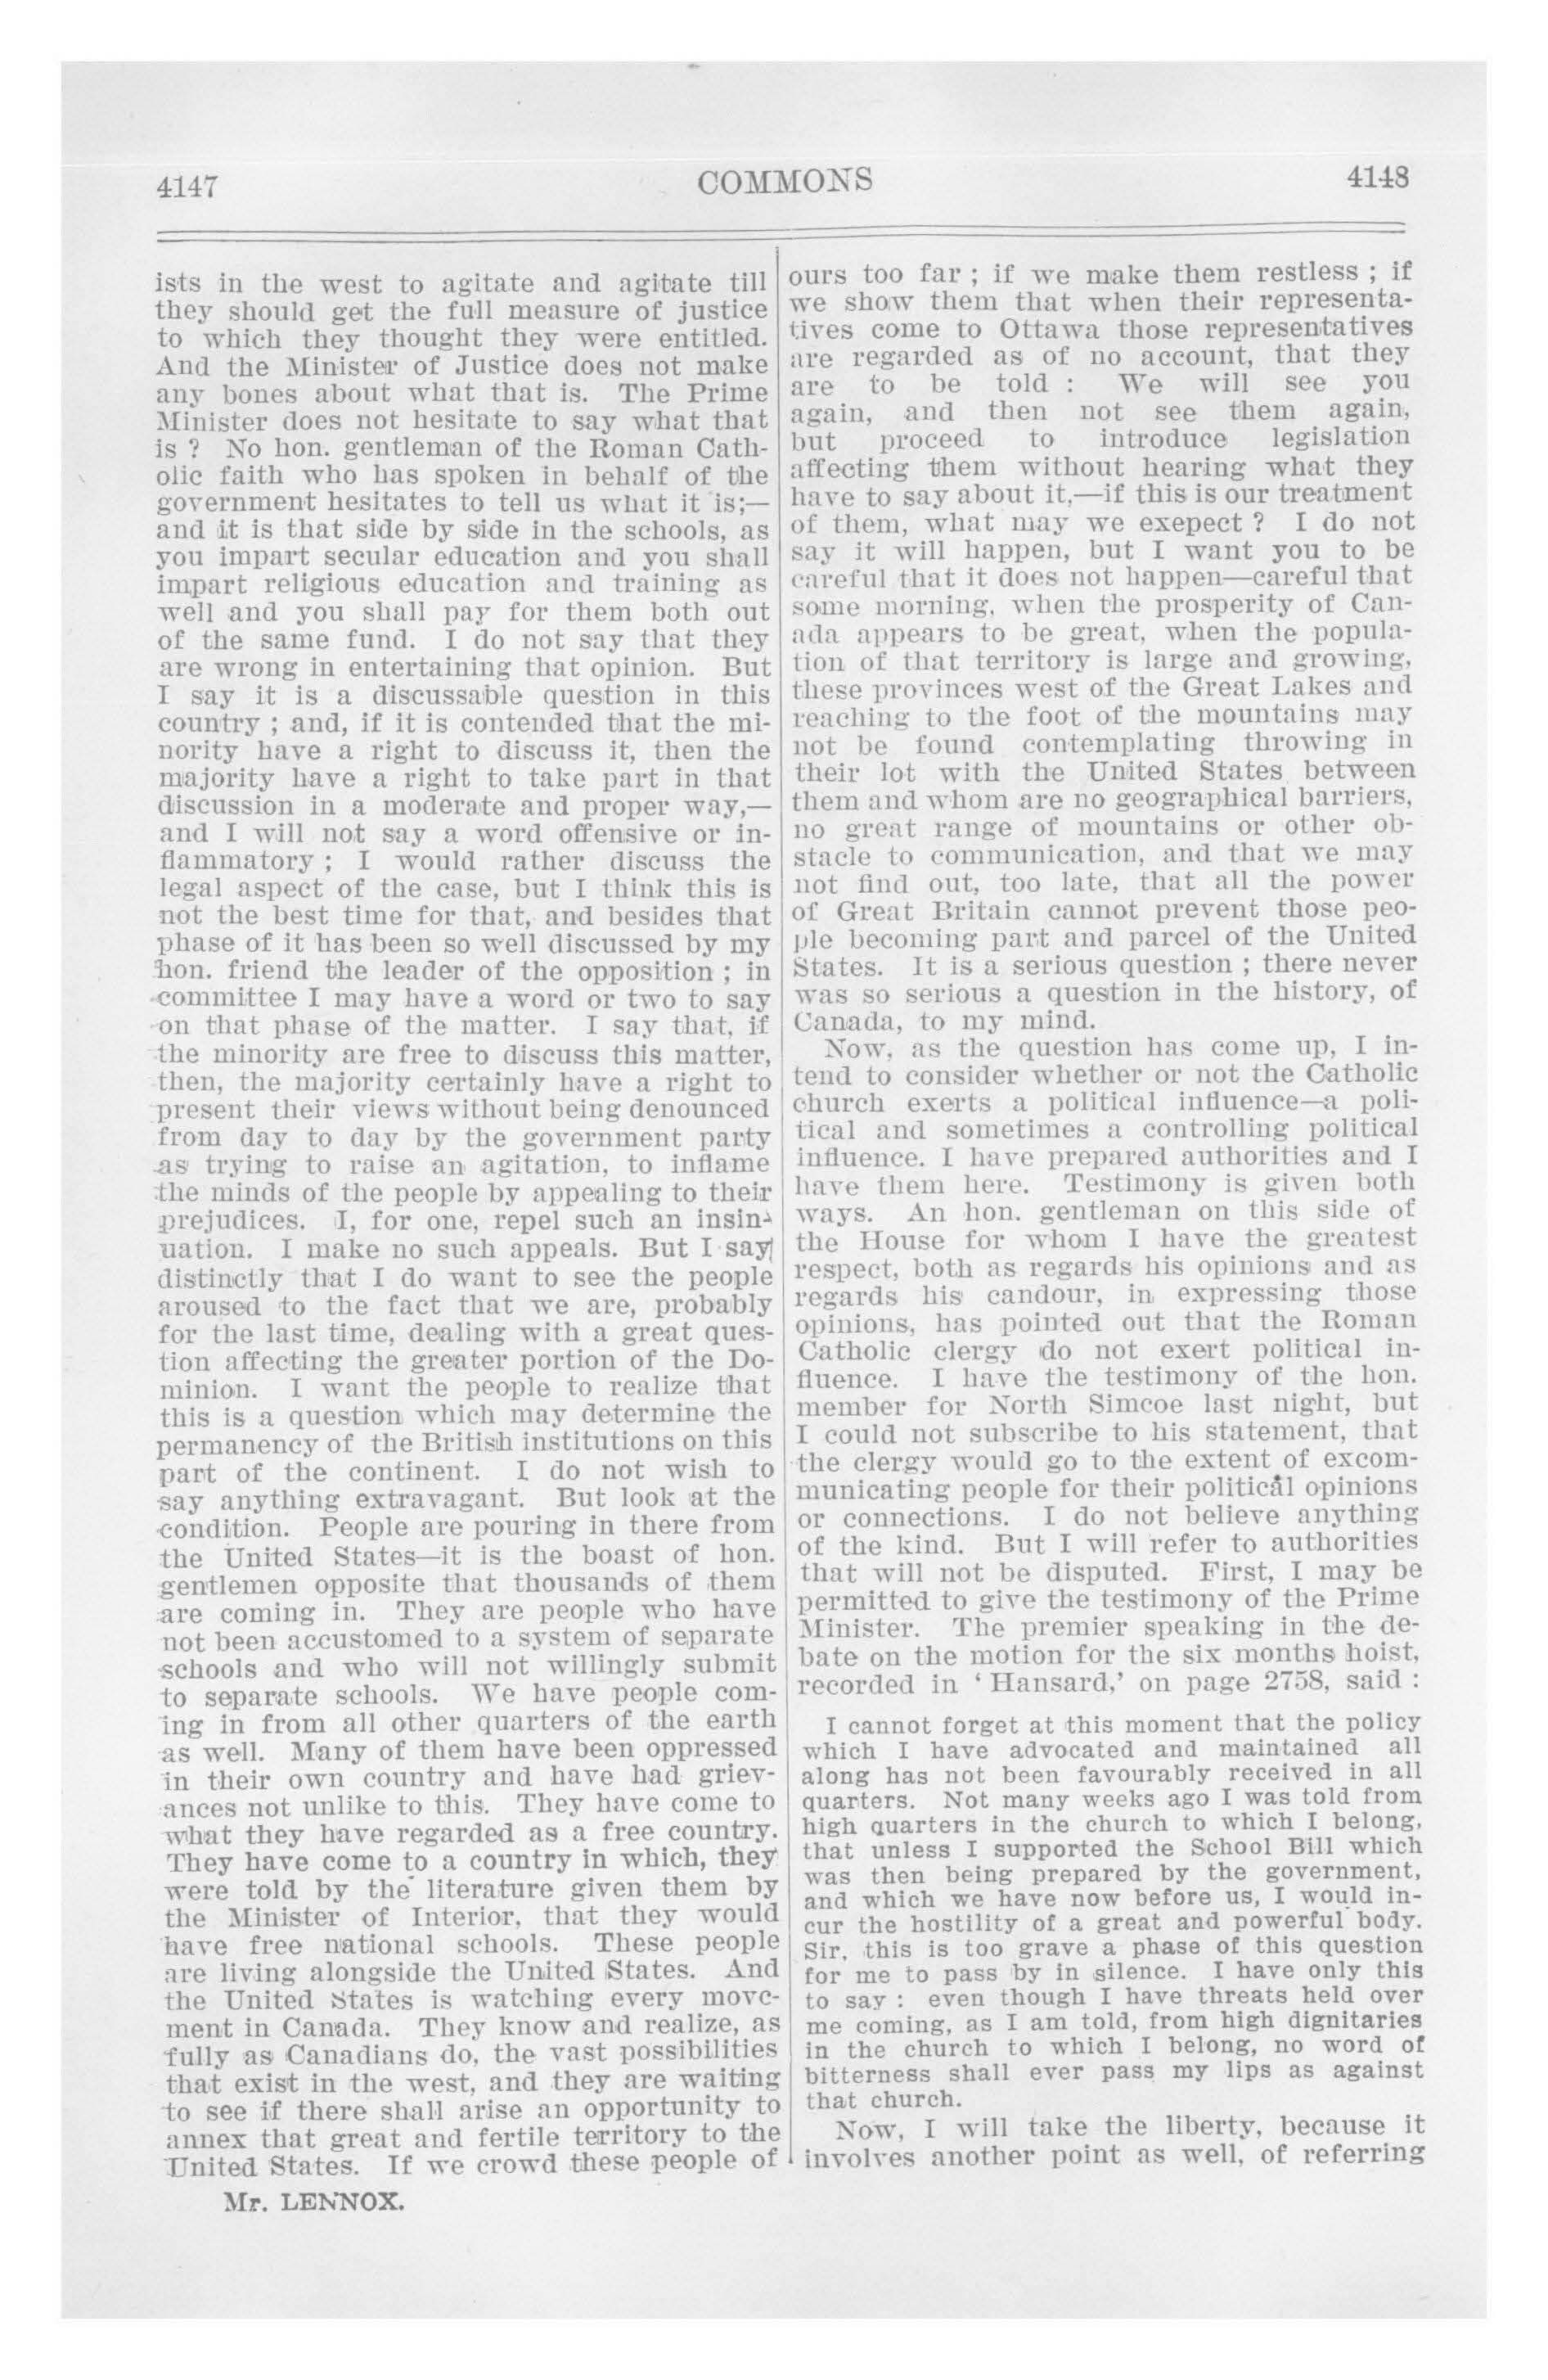 4147
COMMONS
4148
ists in the west to agitate and agitate till
they should get the full measure of justice
to which they thought they were entitled.
And the Minister of Justice does not make
any bones about what that is. The Prime
Minister does not hesitate to say what that
is ? No hon. gentleman of the Roman Cath-
olic faith who has spoken in behalf of the
government hesitates to tell us what it is;—
and it is that side by side in the schools, as
you impart secular education and you shall
impart religious education and training as
well and you shall pay for them both out
of the same fund. I do not say that they
are wrong in entertaining that opinion. But
I say it is a discussable question in this
country ; and, if it is contended that the mi-
nority have a right to discuss it, then the
majority have a right to take part in that
discussion in a moderate and proper way,—
and I will not say a word offensive or in-
flammatory ; I would rather discuss the
legal aspect of the case, but I think this is
not the best time for that, and besides that
phase of it has been so well discussed by my
hon. friend the leader of the opposition ; in
committee I may have a word or two to say
on that phase of the matter. I say that, if
the minority are free to discuss this matter,
then, the majority certainly have a right to
present their views without being denounced
from day to day by the government party
as trying to raise an agitation, to inflame
the minds of the people by appealing to their
prejudices. I, for one, repel such an insin-
uation. I make no such appeals. But I say
distinctly that I do want to see the people
aroused to the fact that we are, probably
for the last time, dealing with a great ques-
tion affecting the greater portion of the Do-
minion. I want the people to realize that
this is a question which may determine the
permanency of the British institutions on this
part of the continent. I do not wish to
say anything extravagant. But look at the
condition. People are pouring in there from
the United States—it is the boast of hon.
gentlemen opposite that thousands of them
are coming in. They are people who have
not been accustomed to a system of separate
schools and who will not willingly submit
to separate schools. We have people com-
ing in from all other quarters of the earth
as well. Many of them have been oppressed
in their own country and have had griev-
ances not unlike to this. They have come to
what they have regarded as a free country.
They have come to a country in which, they
were told by the literature given them by
the Minister of Interior, that they would
have free national schools. These people
are living alongside the United States. And
the United States is watching every move-
ment in Canada. They know and realize, as
fully as Canadians do, the vast possibilities
that exist in the west, and they are waiting
to see if there shall arise an opportunity to
annex that great and fertile territory to the
United States. If we crowd these people of
Mr. LENNOX.
ours too far ; if we make them restless ; if
we show them that when their representa-
tives come to Ottawa those representatives
are regarded as of no account, that they
are to be told : We will see you
again, and then not see them again,
but proceed to introduce legislation
affecting them without hearing what they
have to say about it,—if this is our treatment
of them, what may we exepect ? I do not
say it will happen, but I want you to be
careful that it does not happen—careful that
some morning, when the prosperity of Can-
ada appears to be great, when the popula-
tion of that territory is large and growing,
these provinces west of the Great Lakes and
reaching to the foot of the mountains may
not be found contemplating throwing in
their lot with the United States between
them and whom are no geographical barriers,
no great range of mountains or other ob-
stacle to communication, and that we may
not find out, too late, that all the power
of Great Britain cannot prevent those peo-
ple becoming part and parcel of the United
States. It is a serious question ; there never
was so serious a question in the history, of
Canada, to my mind.
Now, as the question has come up, I in-
tend to consider whether or not the Catholic
church exerts a political influence—a poli-
tical and sometimes a controlling political
influence. I have prepared authorities and I
have them here. Testimony is given both
ways. An hon. gentleman on this side of
the House for whom I have the greatest
respect, both as regards his opinions and as
regards his candour, in expressing those
opinions, has pointed out that the Roman
Catholic clergy do not exert political in-
fluence. I have the testimony of the hon.
member for North Simcoe last night, but
I could not subscribe to his statement, that
the clergy would go to the extent of excom-
municating people for their political opinions
or connections. I do not believe anything
of the kind. But I will refer to authorities
that will not be disputed. First, I may be
permitted to give the testimony of the Prime
Minister. The premier speaking in the de-
bate on the motion for the six months hoist,
recorded in ‘ Hansard,’ on page 2758, said :
I cannot forget at this moment that the policy
which I have advocated and maintained all
along has not been favourably received in all
quarters. Not many weeks ago I was told from
high quarters in the church to which I belong,
that unless I supported the School Bill which
was then being prepared by the government,
and which we have now before us, I would in-
cur the hostility of a great and powerful body.
Sir, this is too grave a phase of this question
for me to pass by in silence. I have only this
to say : even though I have threats held over
me coming, as I am told, from high dignitaries
in the church to which I belong, no word of
bitterness shall ever pass my lips as against
that church.
Now, I will take the liberty, because it
involves another point as well, of referring